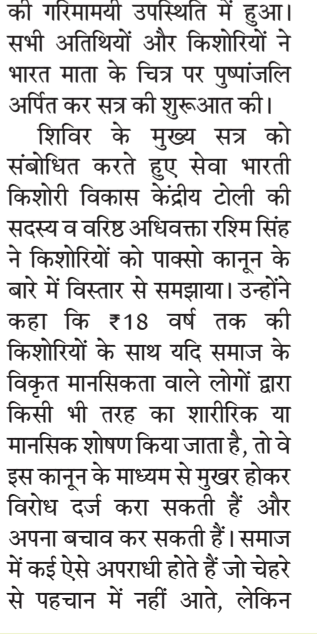 की गरिमामयी उपस्थिति में हुआ।
सभी अतिथियों और किशोरियों ने
भारत माता के चित्र पर पुष्पांजलि
अर्पित कर सत्र की शुरूआत की।
शिविर के मुख्य सत्र को
संबोधित करते हुए सेवा भारती
किशोरी विकास केंद्रीय टोली की
सदस्य व वरिष्ठ अधिवक्ता रश्मि सिंह
ने किशोरियों को पाक्सो कानून के
बारे में विस्तार से समझाया। उन्होंने
कहा कि ₹18 वर्ष तक की
किशोरियों के साथ यदि समाज के
विकृत मानसिकता वाले लोगों द्वारा
किसी भी तरह का शारीरिक या
मानसिक शोषण किया जाता है, तो वे
इस कानून के माध्यम से मुखर होकर
विरोध दर्ज करा सकती हैं और
अपना बचाव कर सकती हैं। समाज
में कई ऐसे अपराधी होते हैं जो चेहरे
से पहचान में नहीं आते, लेकिन